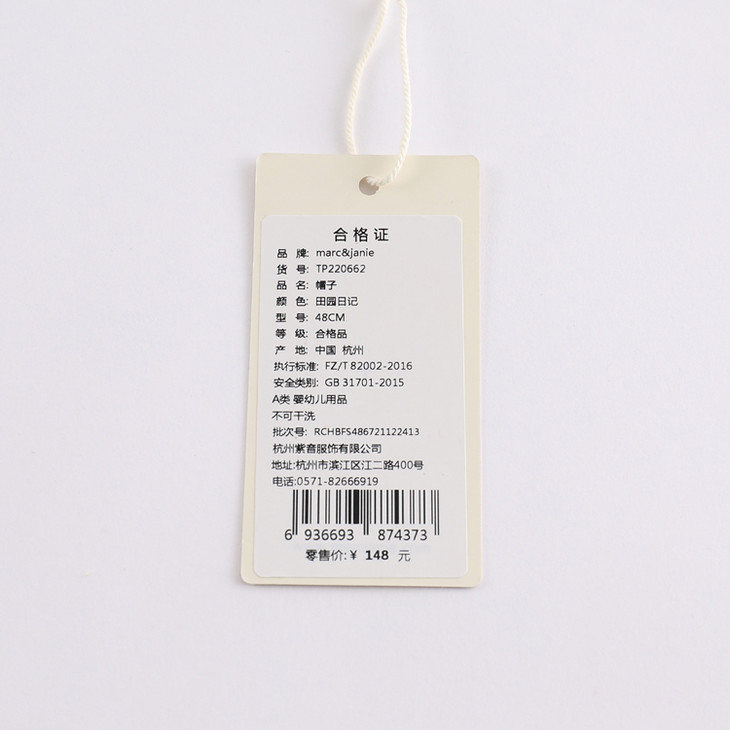 合格证
品 牌: marc&janie
货 号: TP220662
品 名: 帽子
颜 色: 田园日记
型 号: 48CM
等 级: 合格品
产 地: 中国 杭州
执行标准: FZ/T 82002-2016
安全类别: GB 31701-2015
A类 婴幼儿用品
不可干洗
批次号: RCHBFS486721122413
杭州紫音服饰有限公司
地址:杭州市滨江区江二路400号
电话:0571-82666919
6 936693 874373
零售价:¥ 148 元